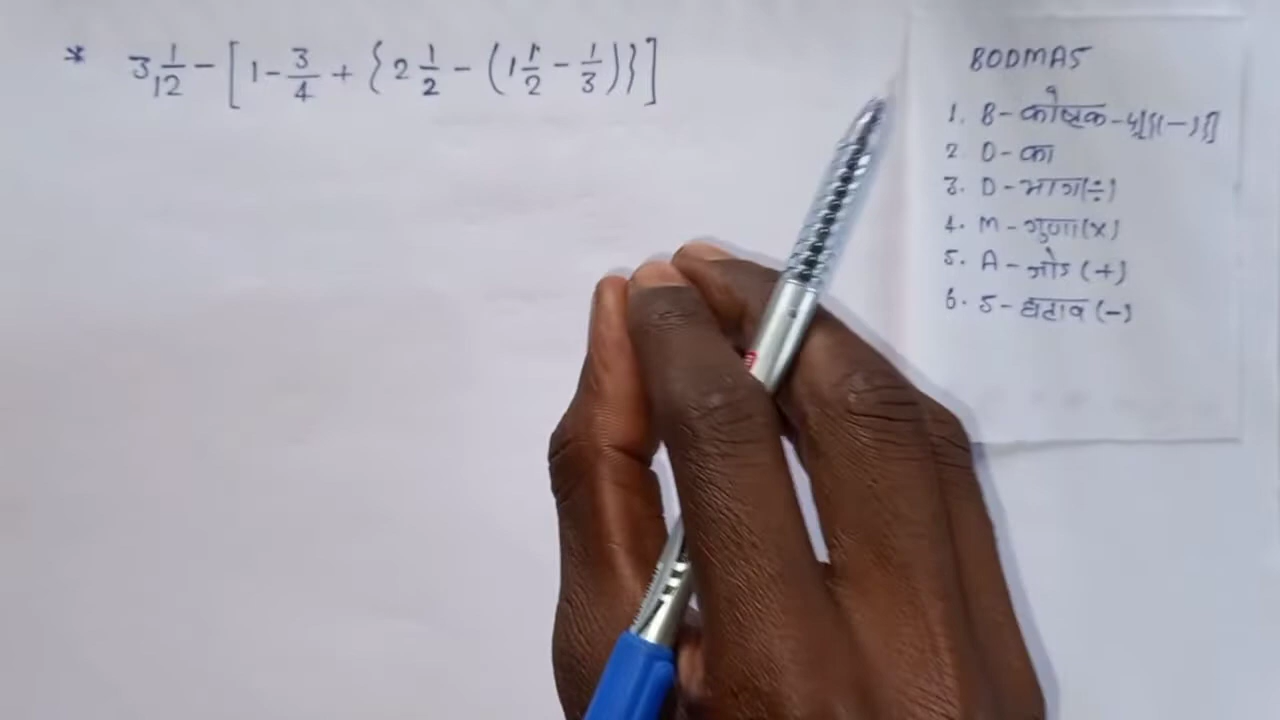 * 3 1/12 - [1 - 3/4 + {2 1/2 - (1 1/2 - 1/3)}]
BODMAS
1. B - कोष्ठक -
2. O - का
3. D - भाग (÷)
4. M - गुणा (×)
5. A - जोड (+)
6. S - घटाव (-)